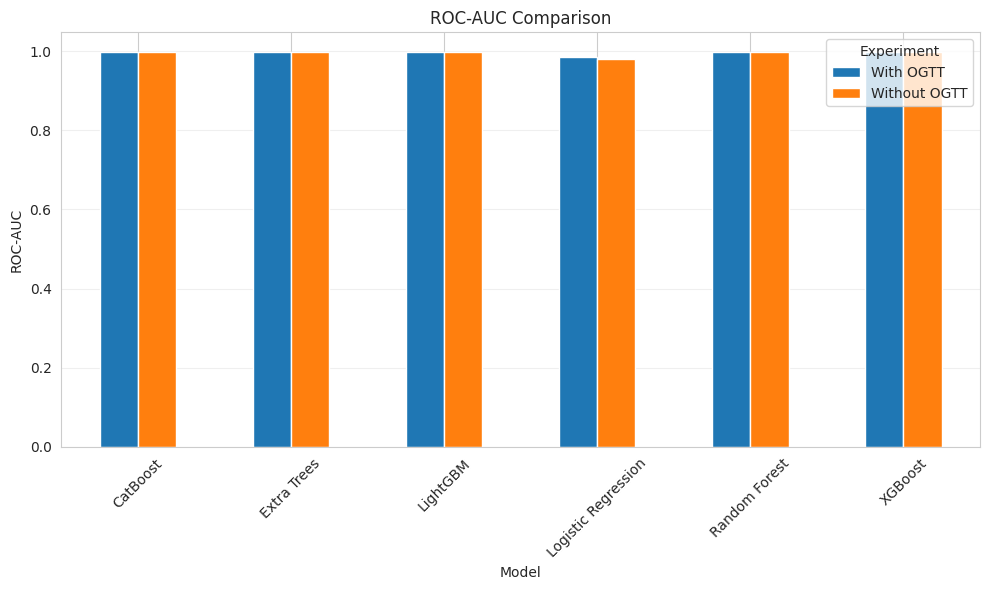 ROC-AUC Comparison
Experiment
With OGTT
Without OGTT
1.0
0.8
0.6
0.4
0.2
0.0
ROC-AUC
CatBoost
Extra Trees
LightGBM
Logistic Regression
Random Forest
XGBoost
Model